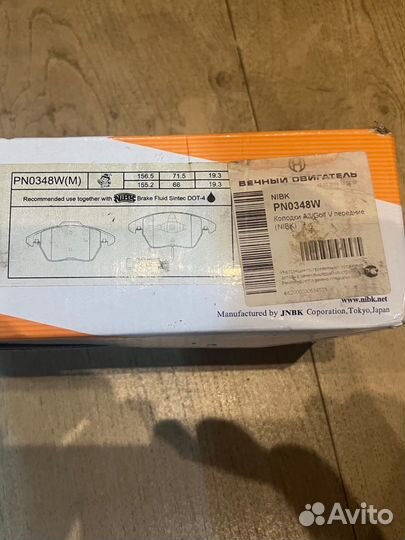 PN0348W(M)
156.5 71.5 19.3
155.2 66 19.3
Recommended use together with NiBK Brake Fluid Sintec DOT-4
ВЕЧНЫЙ ДВИГАТЕЛЬ
NIBK
PN0348W
Колодки A3/Golf V передние
(NIBK)
www.nibk.net
Manufactured by JNBK Coporation,Tokyo,Japan
Avito